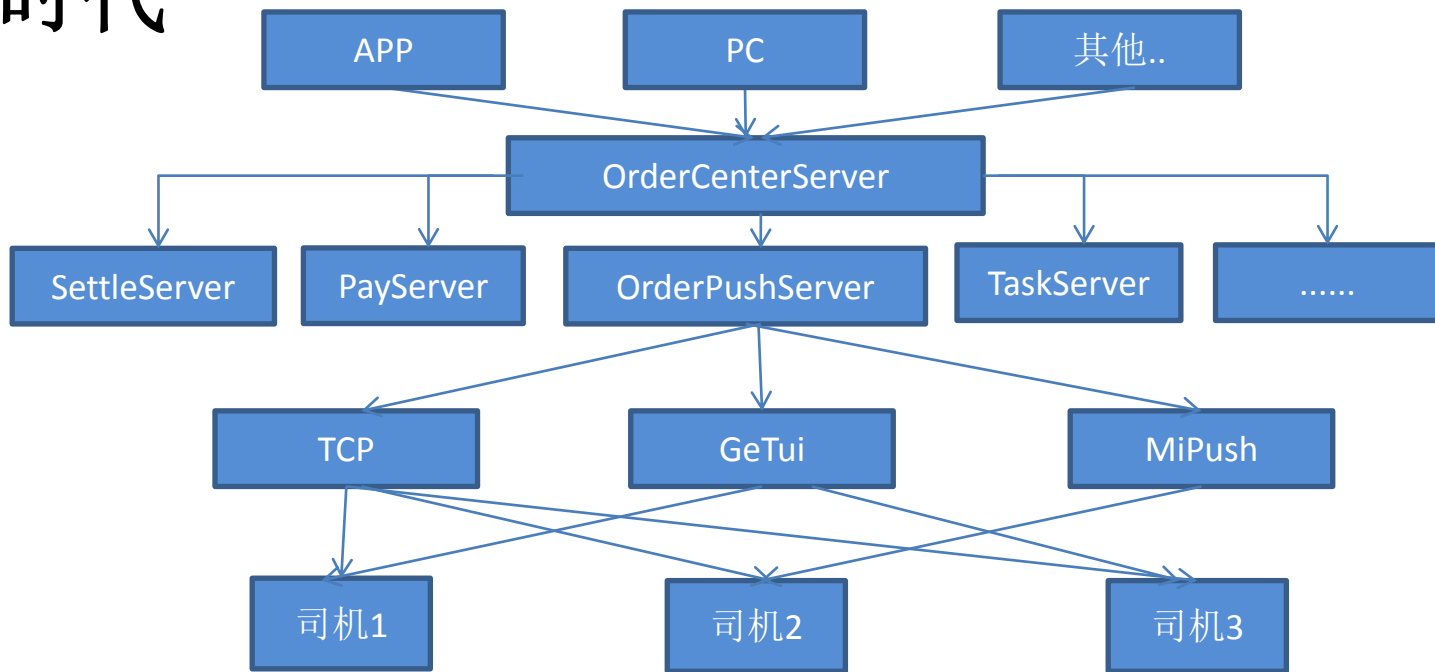 时代
APP
PC
其他..
OrderCenterServer
SettleServer
PayServer
OrderPushServer
TaskServer
......
TCP
GeTui
MiPush
司机1
司机2
司机3